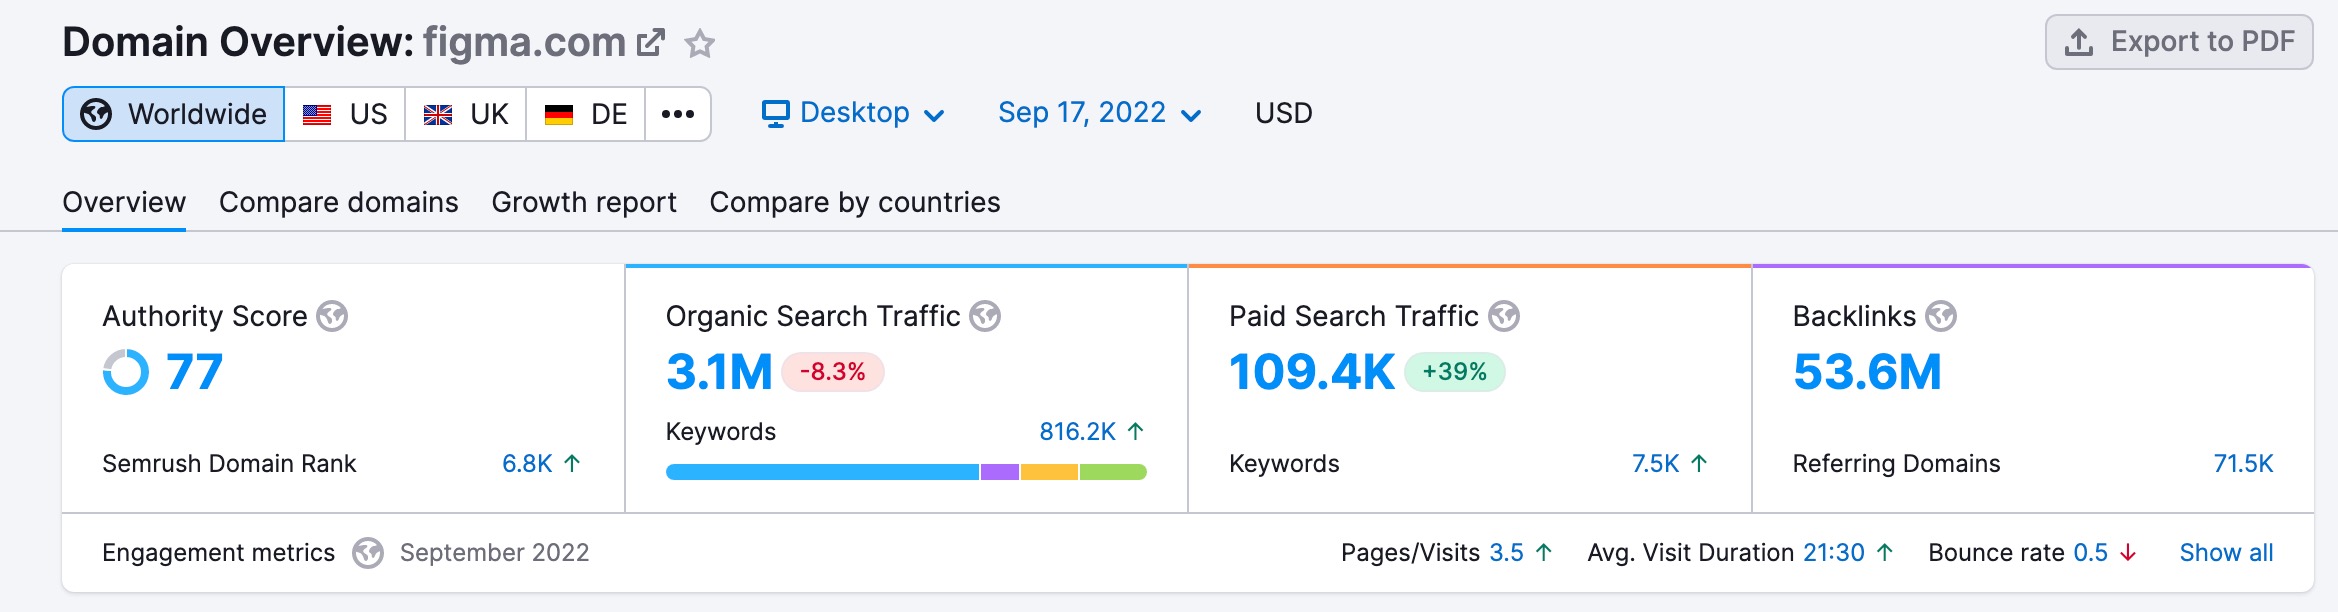 Domain Overview: figma.com
Export to PDF
Worldwide US UK DE ••• Desktop Sep 17, 2022 USD
Overview Compare domains Growth report Compare by countries
Authority Score
77
Semrush Domain Rank 6.8K ↑
Organic Search Traffic
3.1M -8.3%
Keywords 816.2K ↑
Paid Search Traffic
109.4K +39%
Keywords 7.5K ↑
Backlinks
53.6M
Referring Domains 71.5K
Engagement metrics September 2022 Pages/Visits 3.5 ↑ Avg. Visit Duration 21:30 ↑ Bounce rate 0.5 ↓ Show all